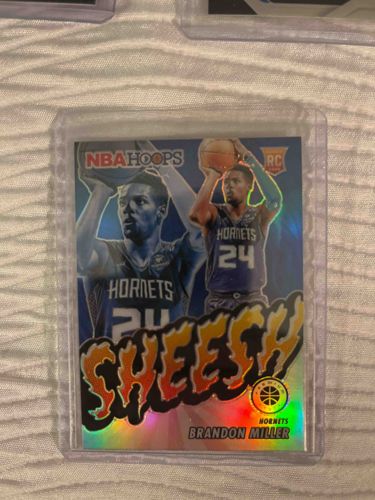 NBA HOOPS
RC
HORNETS
24
HORNETS
24
SHEESH
HORNETS
BRANDON MILLER